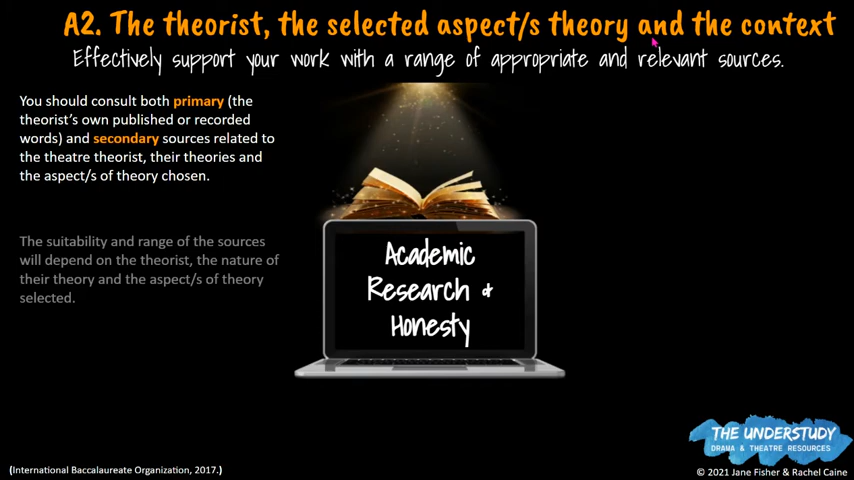 A2. The theorist, the selected aspect/s theory and the context
Effectively support your work with a range of appropriate and relevant sources.
You should consult both primary (the
theorist's own published or recorded
words) and secondary sources related to
the theatre theorist, their theories and
the aspect/s of theory chosen.
The suitability and range of the sources
will depend on the theorist, the nature of
their theory and the aspect/s of theory
selected.
Academic
Research &
Honesty
THE UNDERSTUDY
DRAMA & THEATRE RESOURCES
(International Baccalaureate Organization, 2017.)
© 2021 Jane Fisher & Rachel Caine